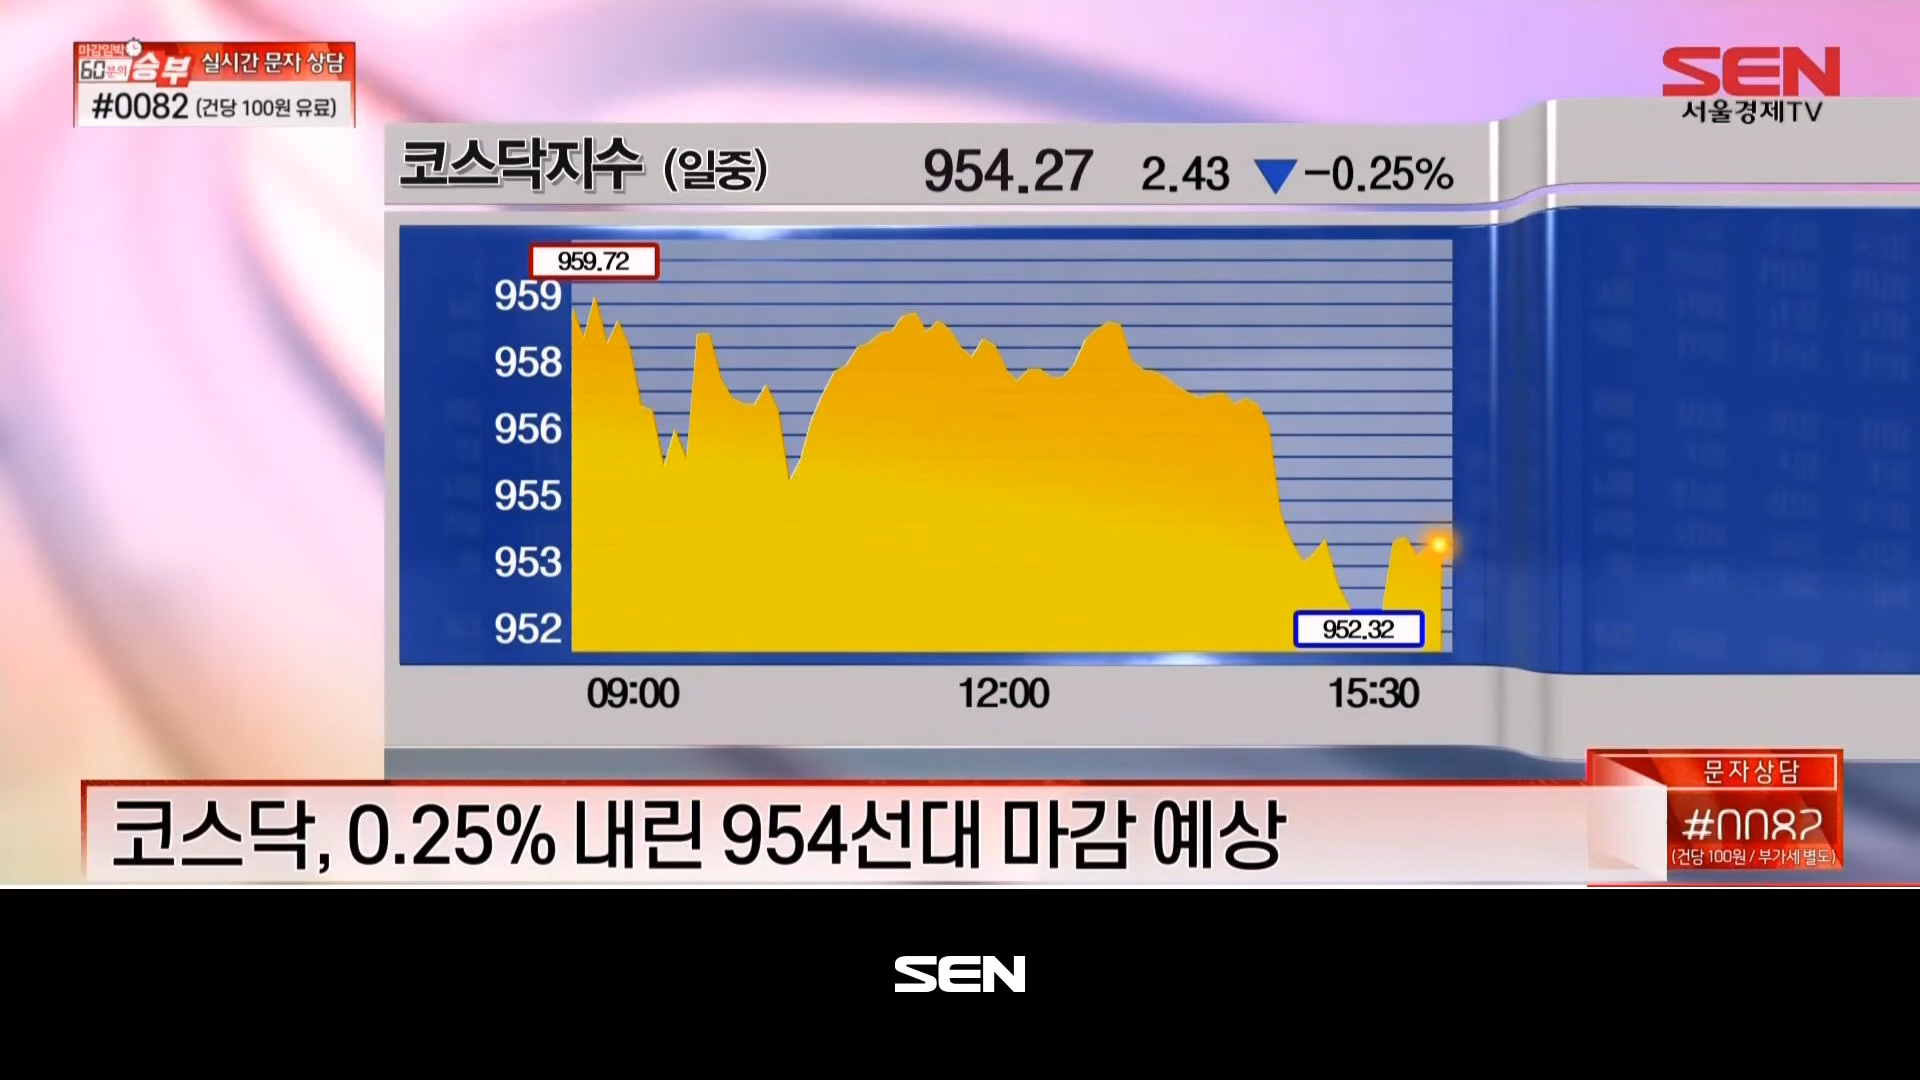 마감임박
60분의 승부 실시간 문자 상담
#0082 (건당 100원 유료)
SEN
서울경제TV
코스닥지수 (일중) 954.27 2.43 ▼-0.25%
959.72
959
958
956
955
953
952
952.32
09:00 12:00 15:30
문자상담
#0082
(건당 100원 / 부가세 별도)
코스닥, 0.25% 내린 954선대 마감 예상
SEN